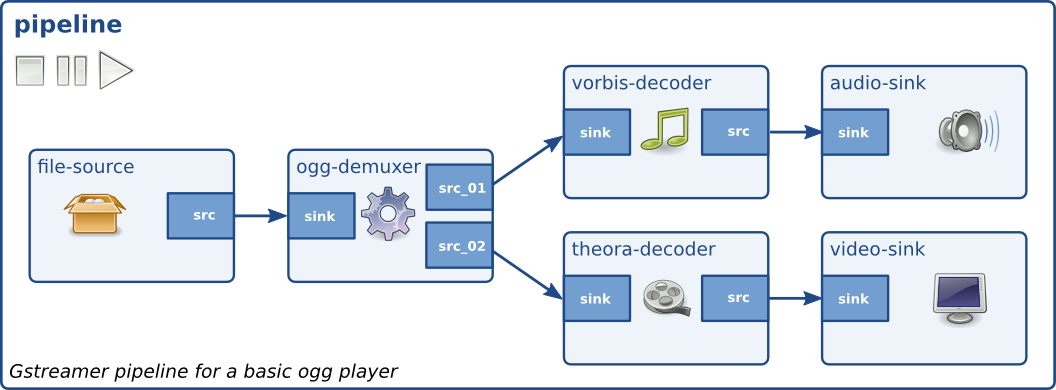 pipeline
file-source
src
ogg-demuxer
sink
src_01
src_02
vorbis-decoder
sink
src
audio-sink
sink
theora-decoder
sink
src
video-sink
sink
Gstreamer pipeline for a basic ogg player